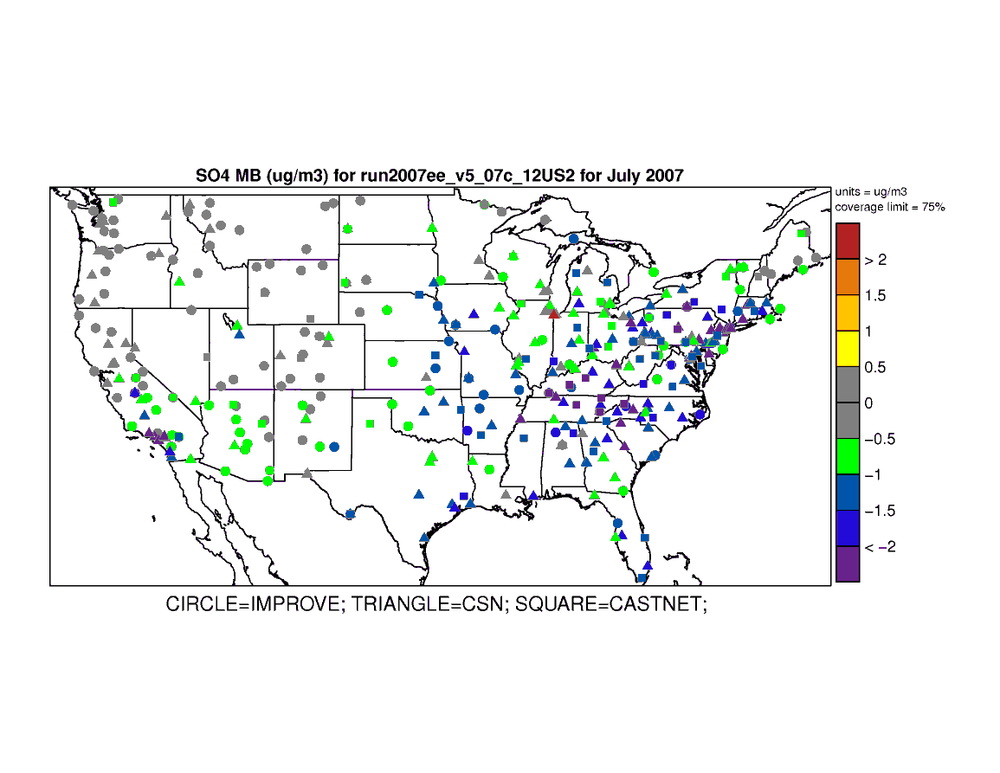 SO4 MB (ug/m3) for run2007ee_v5_07c_12US2 for July 2007
units = ug/m3
coverage limit = 75%
> 2
1.5
1
0.5
0
−0.5
−1
−1.5
< −2
CIRCLE=IMPROVE; TRIANGLE=CSN; SQUARE=CASTNET;